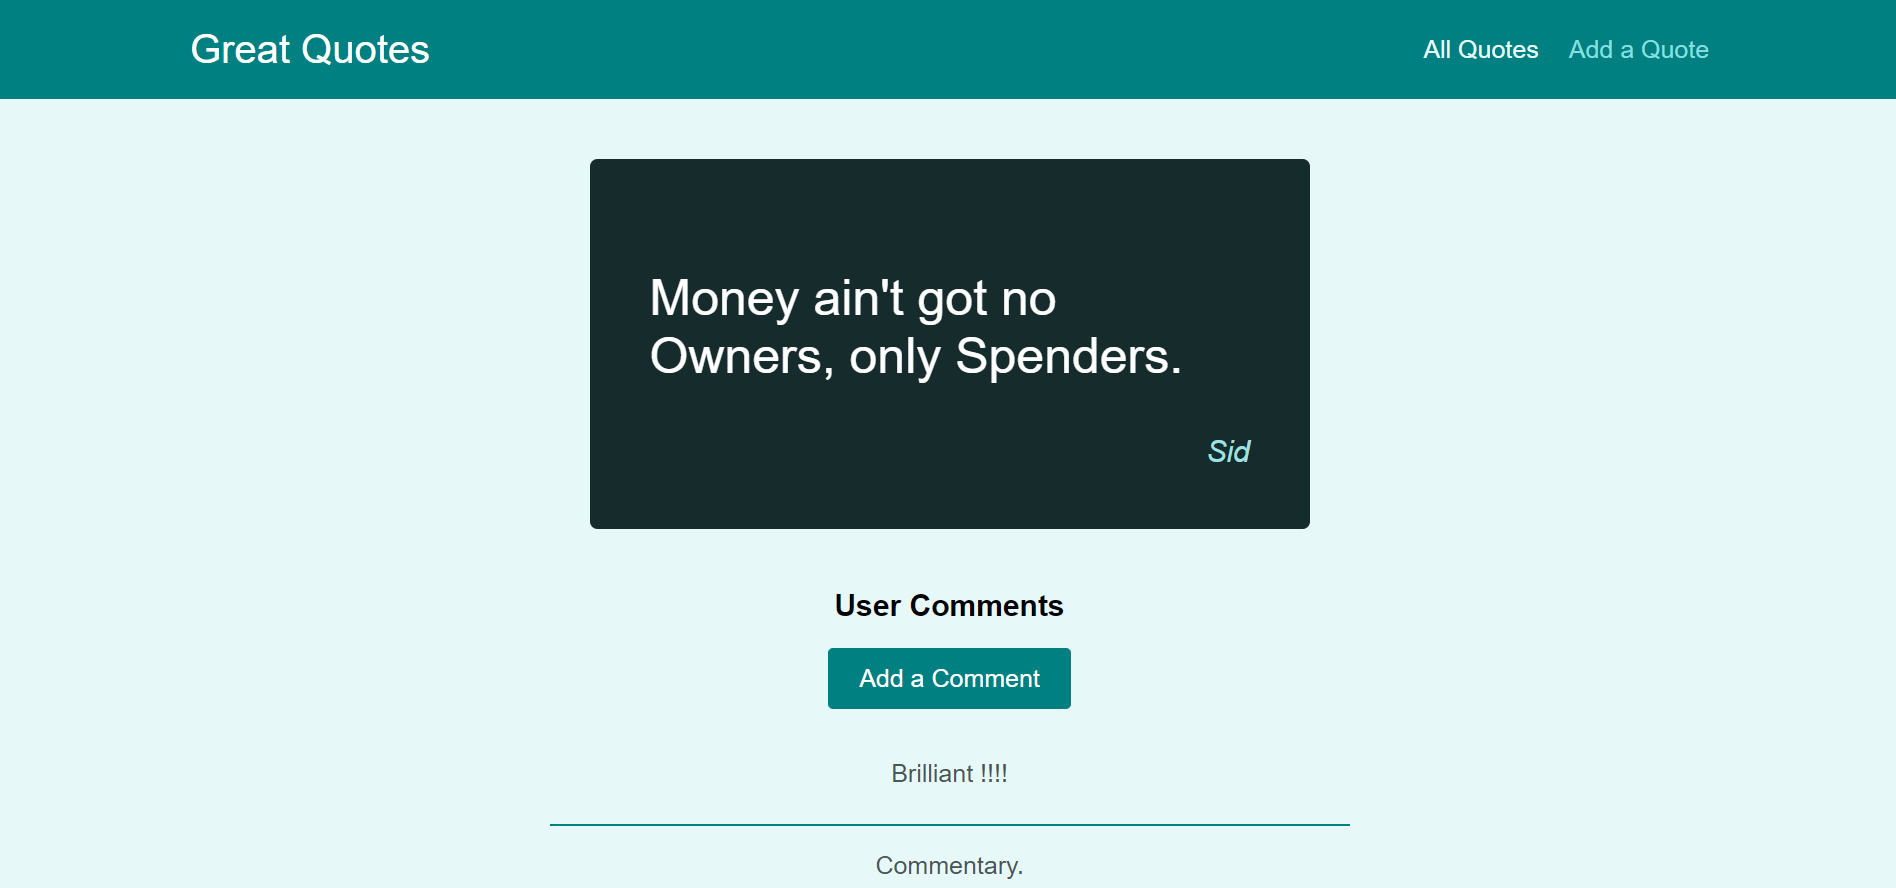 Great Quotes
All Quotes
Add a Quote
Money ain't got no
Owners, only Spenders.
Sid
User Comments
Add a Comment
Brilliant !!!!
Commentary.